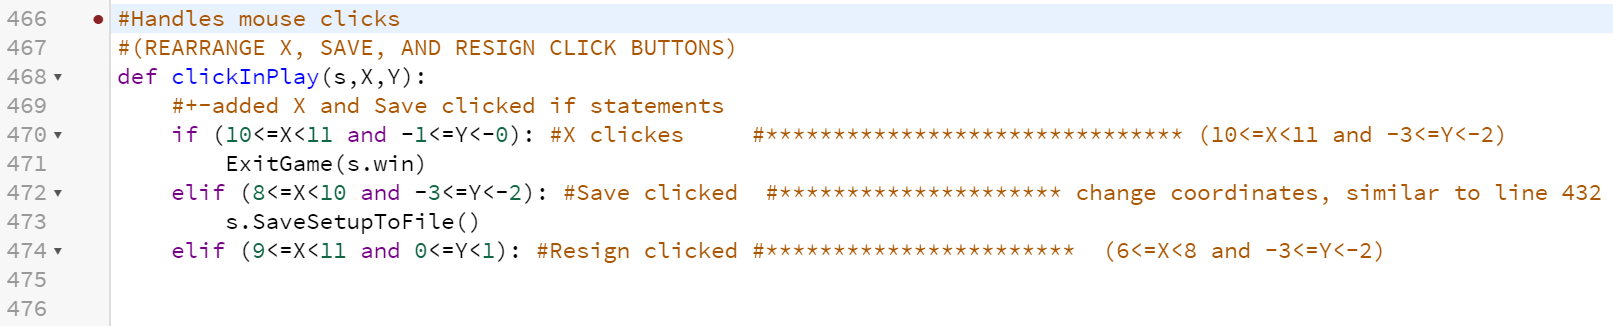 466 #Handles mouse clicks
467 #(REARRANGE X, SAVE, AND RESIGN CLICK BUTTONS)
468 def clickInPlay(s,X,Y):
469 #+-added X and Save clicked if statements
470 if (10<=X<11 and -1<=Y<-0): #X clickes #******************************* (10<=X<11 and -3<=Y<-2)
471 ExitGame(s.win)
472 elif (8<=X<10 and -3<=Y<-2): #Save clicked #********************* change coordinates, similar to line 432
473 s.SaveSetupToFile()
474 elif (9<=X<11 and 0<=Y<1): #Resign clicked #*********************** (6<=X<8 and -3<=Y<-2)
475
476